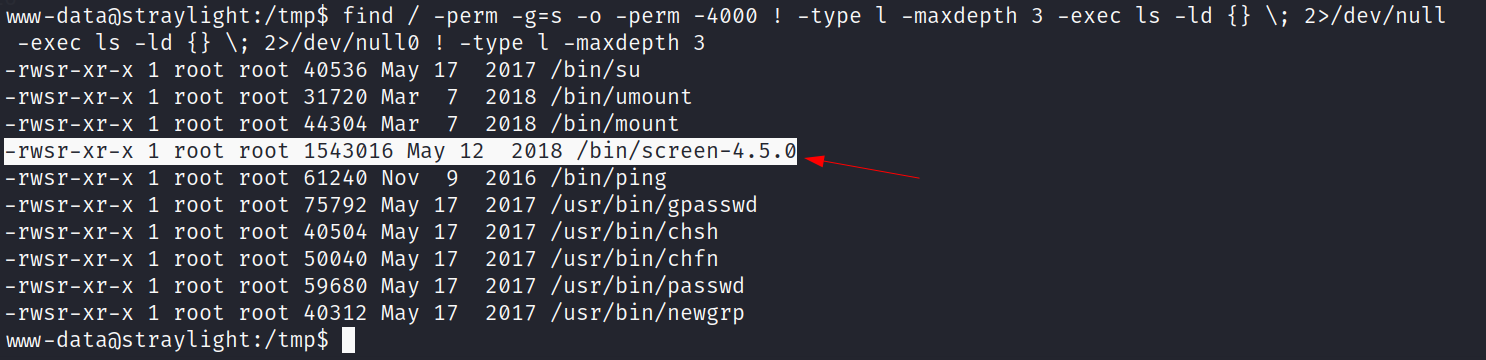 www-data@straylight:/tmp$ find / -perm -g=s -o -perm -4000 ! -type l -maxdepth 3 -exec ls -ld {} \; 2>/dev/null
 -exec ls -ld {} \; 2>/dev/null0 ! -type l -maxdepth 3
-rwsr-xr-x 1 root root 40536 May 17  2017 /bin/su
-rwsr-xr-x 1 root root 31720 Mar  7  2018 /bin/umount
-rwsr-xr-x 1 root root 44304 Mar  7  2018 /bin/mount
-rwsr-xr-x 1 root root 1543016 May 12  2018 /bin/screen-4.5.0
-rwsr-xr-x 1 root root 61240 Nov  9  2016 /bin/ping
-rwsr-xr-x 1 root root 75792 May 17  2017 /usr/bin/gpasswd
-rwsr-xr-x 1 root root 40504 May 17  2017 /usr/bin/chsh
-rwsr-xr-x 1 root root 50040 May 17  2017 /usr/bin/chfn
-rwsr-xr-x 1 root root 59680 May 17  2017 /usr/bin/passwd
-rwsr-xr-x 1 root root 40312 May 17  2017 /usr/bin/newgrp
www-data@straylight:/tmp$